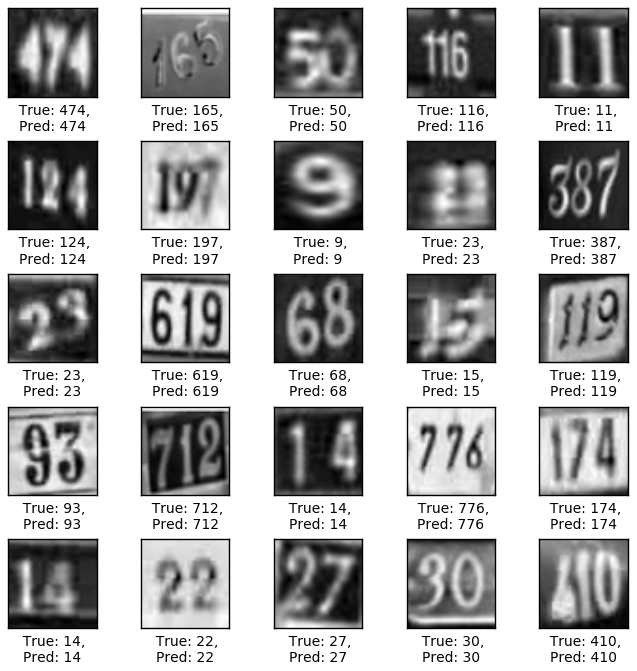 474 165 50 116 11
True: 474, True: 165, True: 50, True: 116, True: 11,
Pred: 474 Pred: 165 Pred: 50 Pred: 116 Pred: 11
124 197 9 23 387
True: 124, True: 197, True: 9, True: 23, True: 387,
Pred: 124 Pred: 197 Pred: 9 Pred: 23 Pred: 387
23 619 68 15 119
True: 23, True: 619, True: 68, True: 15, True: 119,
Pred: 23 Pred: 619 Pred: 68 Pred: 15 Pred: 119
93 712 14 776 174
True: 93, True: 712, True: 14, True: 776, True: 174,
Pred: 93 Pred: 712 Pred: 14 Pred: 776 Pred: 174
14 22 27 30 410
True: 14, True: 22, True: 27, True: 30, True: 410,
Pred: 14 Pred: 22 Pred: 27 Pred: 30 Pred: 410